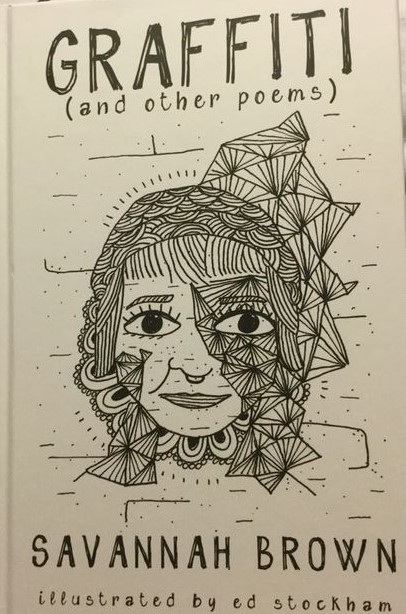 GRAFFITI
(and other poems)
SAVANNAH BROWN
illustrated by ed stockham